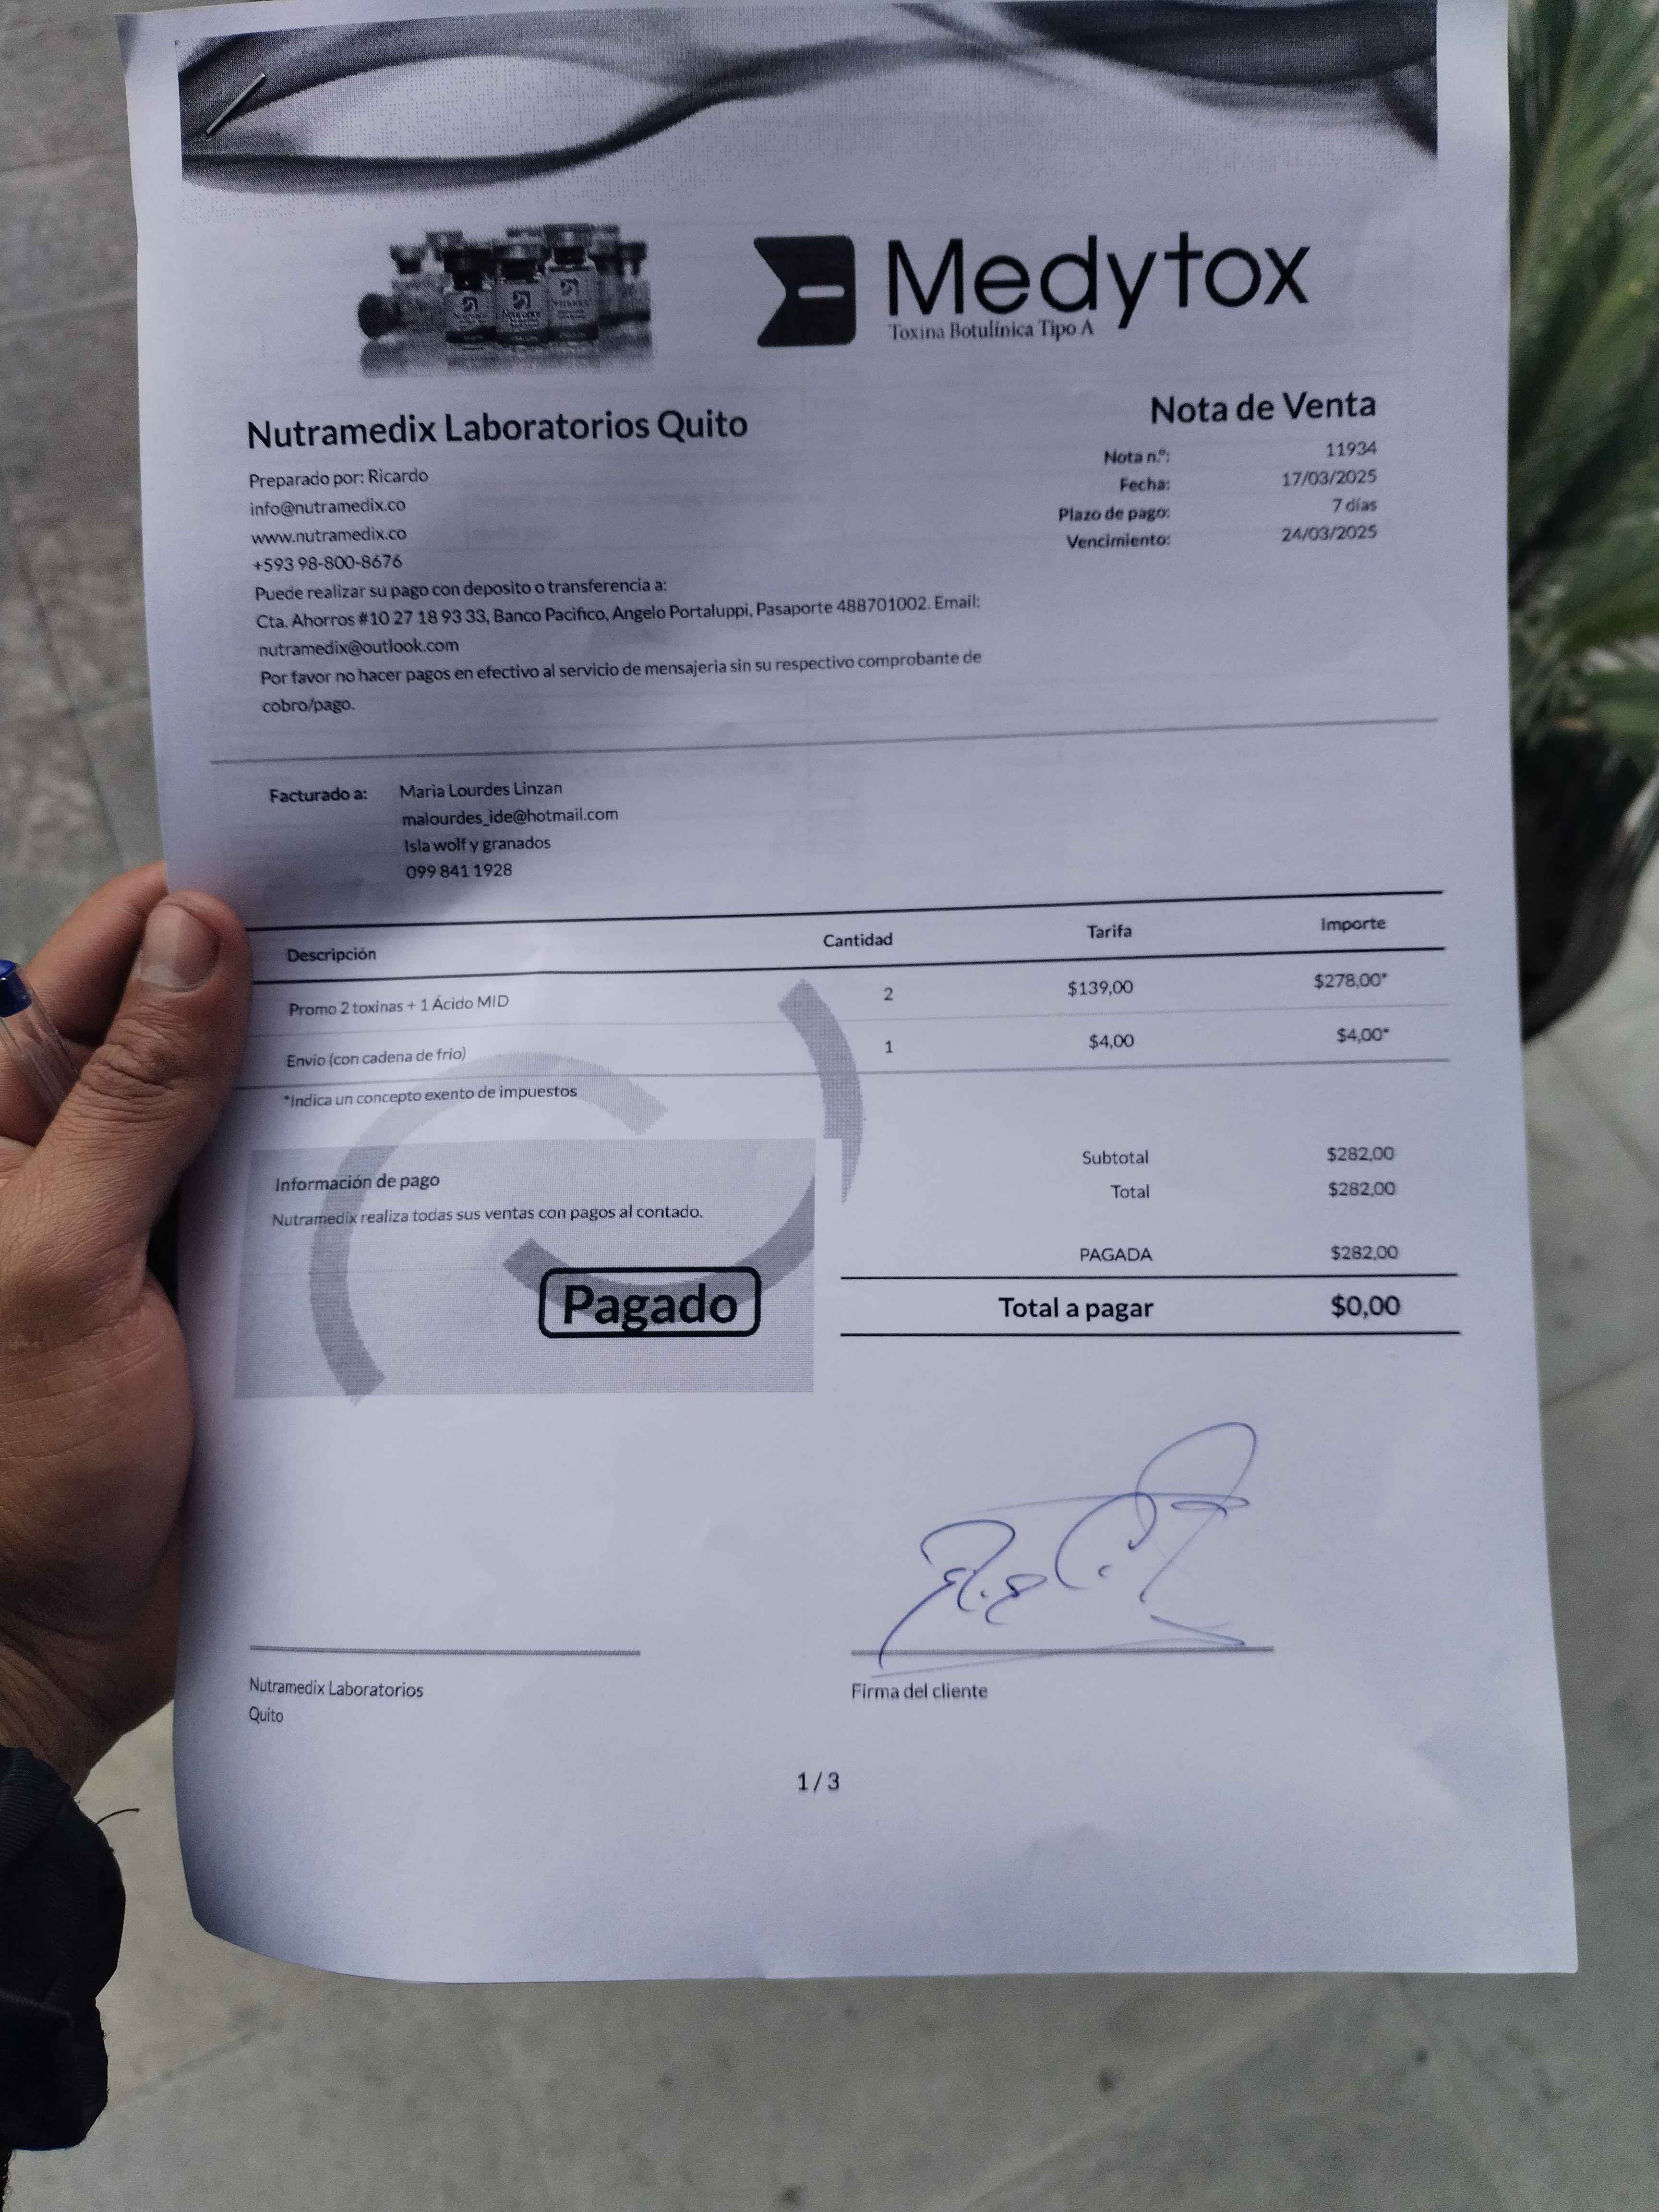 Medytox
Toxina Botulínica Tipo A
Nutramedix Laboratorios Quito
Preparado por: Ricardo
info@nutramedix.co
www.nutramedix.co
+593 98-800-8676
Puede realizar su pago con deposito o transferencia a:
Cta. Ahorros #10 27 18 93 33, Banco Pacifico, Angelo Portaluppi, Pasaporte 488701002. Email:
nutramedix@outlook.com
Por favor no hacer pagos en efectivo al servicio de mensajeria sin su respectivo comprobante de
cobro/pago.
Nota de Venta
Nota n.º: 11934
Fecha: 17/03/2025
Plazo de pago: 7 días
Vencimiento: 24/03/2025
Facturado a: Maria Lourdes Linzan
malourdes_ide@hotmail.com
Isla wolf y granados
099 841 1928
Descripción Cantidad Tarifa Importe
Promo 2 toxinas + 1 Ácido MID 2 $139,00 $278,00*
Envío (con cadena de frio) 1 $4,00 $4,00*
*Indica un concepto exento de impuestos
Información de pago
Nutramedix realiza todas sus ventas con pagos al contado.
Pagado
Subtotal $282,00
Total $282,00
PAGADA $282,00
Total a pagar $0,00
Nutramedix Laboratorios
Quito
Firma del cliente
1 / 3